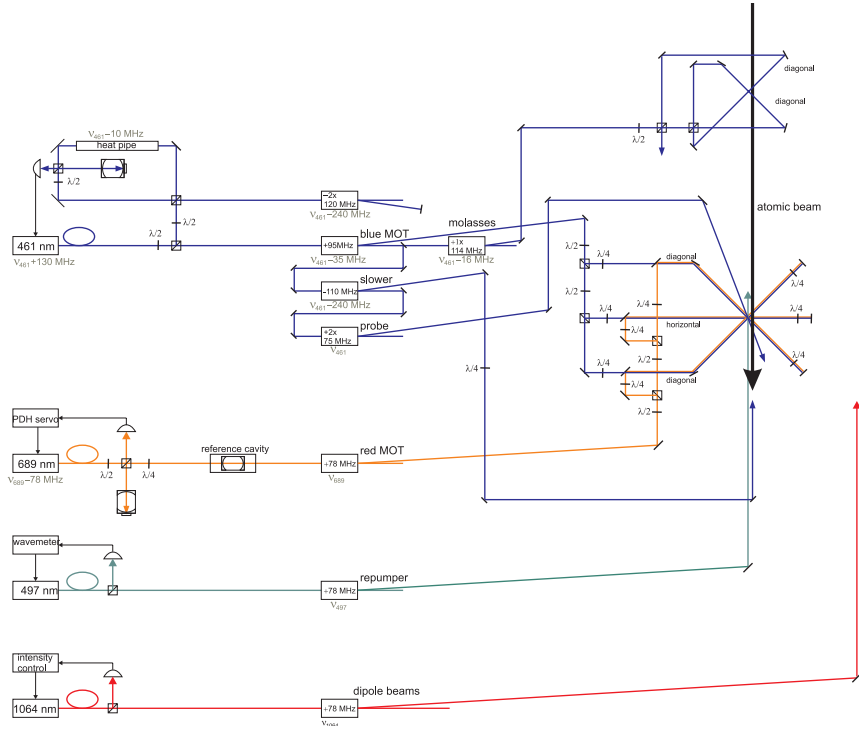 diagonal
diagonal
ν461–10 MHz
heat pipe
λ/2
λ/2
λ/2
λ/2
–2x
120 MHz
ν461–240 MHz
461 nm
ν461+130 MHz
blue MOT
+95MHz
ν461–35 MHz
molasses
+1x
114 MHz
ν461–16 MHz
atomic beam
slower
-110 MHz
ν461–240 MHz
probe
+2x
75 MHz
ν461
λ/2
λ/4
diagonal
λ/4
λ/2
λ/4
λ/4
horizontal
λ/4
λ/4
λ/4
λ/2
λ/4
λ/4
diagonal
λ/4
λ/2
PDH servo
689 nm
ν689–78 MHz
λ/2
λ/4
reference cavity
red MOT
+78 MHz
ν689
wavemeter
497 nm
repumper
+78 MHz
ν497
intensity
control
1064 nm
dipole beams
+78 MHz
ν1064